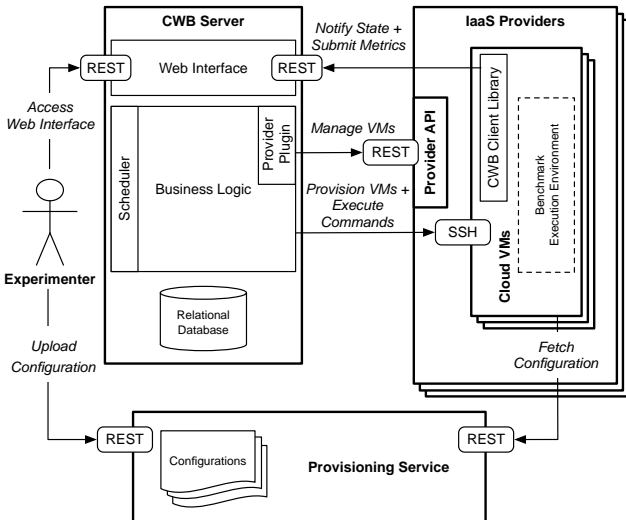 CWB Server
IaaS Providers
Notify State +
Submit Metrics
REST
Web Interface
REST
Access
Web Interface
Scheduler
Business Logic
Provider
Plugin
Manage VMs
REST
Provider API
CWB Client Library
Benchmark
Execution Environment
Provision VMs +
Execute
Commands
SSH
Cloud VMs
Experimenter
Relational
Database
Upload
Configuration
Fetch
Configuration
REST
Configurations
Provisioning Service
REST